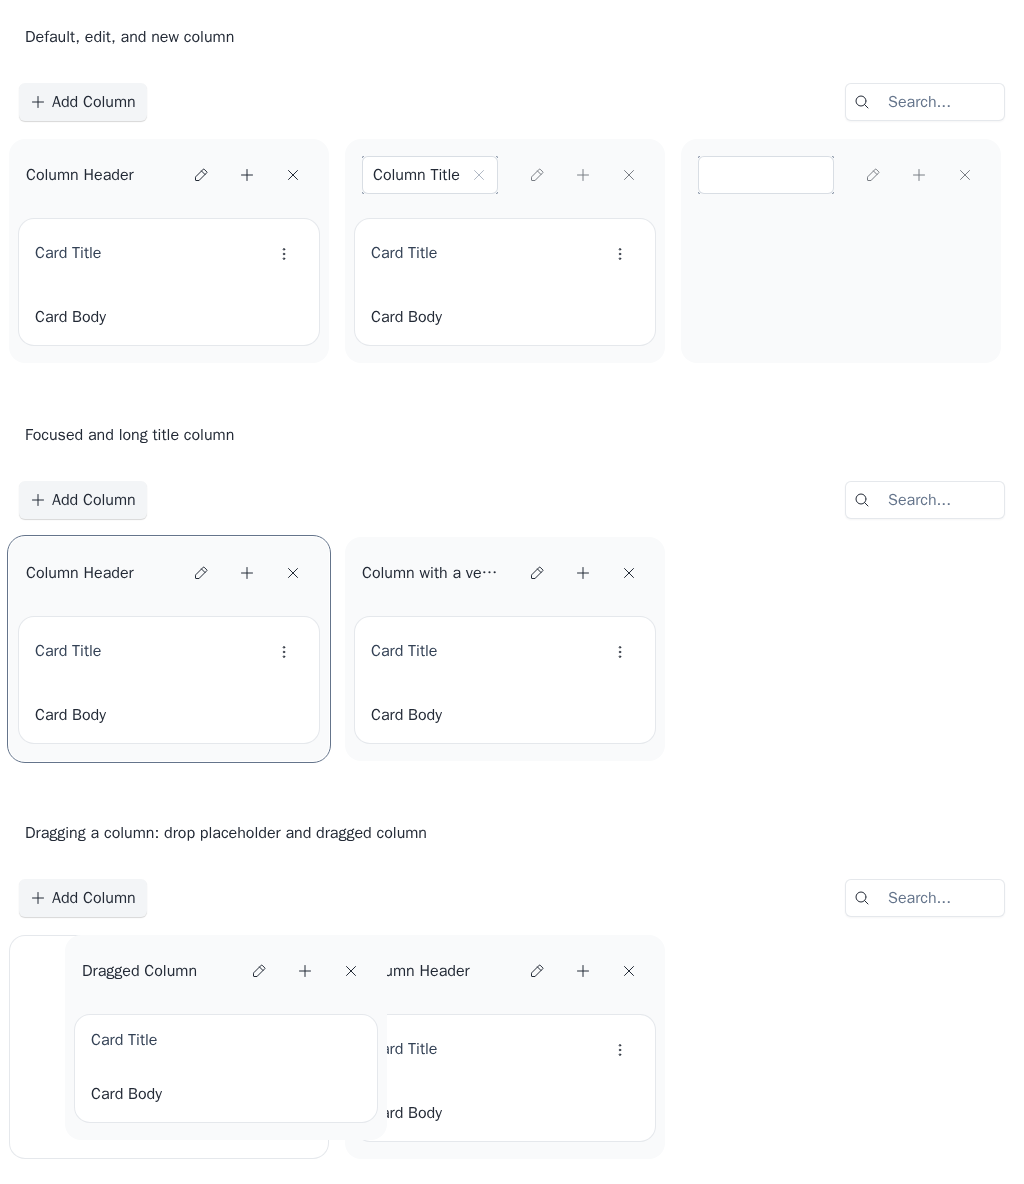 Default, edit, and new column
Add Column
Search...
Column Header
Column Title
Card Title
Card Title
Card Body
Card Body
Focused and long title column
Add Column
Search...
Column Header
Column with a ve···
Card Title
Card Title
Card Body
Card Body
Dragging a column: drop placeholder and dragged column
Add Column
Search...
Dragged Column
umn Header
Card Title
ard Title
Card Body
ard Body